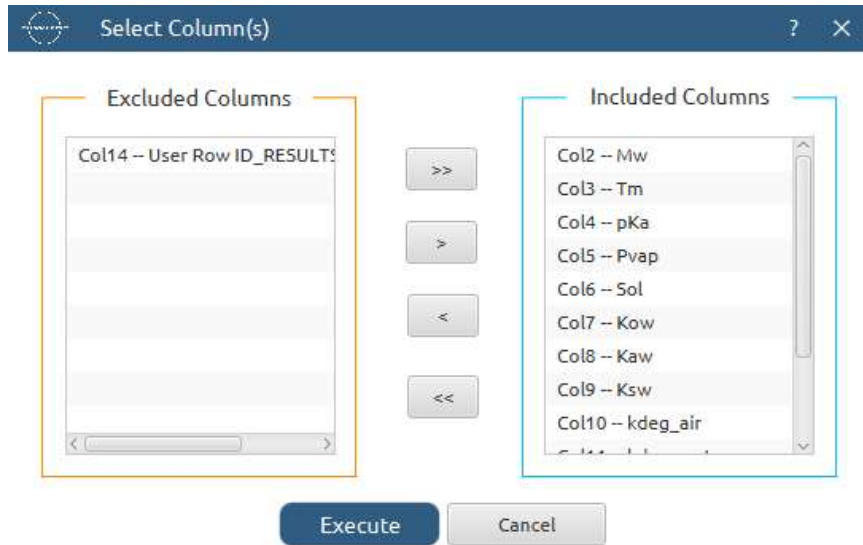 Select Column(s)
? ×
Excluded Columns
Included Columns
Col14 -- User Row ID_RESULTS
>>
>
<
<<
Col2 -- Mw
Col3 -- Tm
Col4 -- pKa
Col5 -- Pvap
Col6 -- Sol
Col7 -- Kow
Col8 -- Kaw
Col9 -- Ksw
Col10 -- kdeg_air
Execute
Cancel